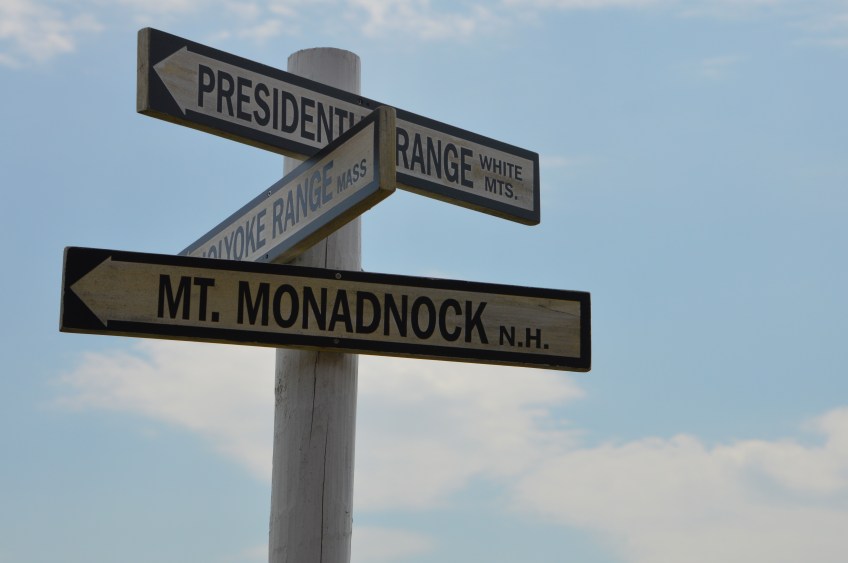 PRESIDENTI RANGE WHITE MTS.
OLYOKE RANGE MASS
MT. MONADNOCK N.H.